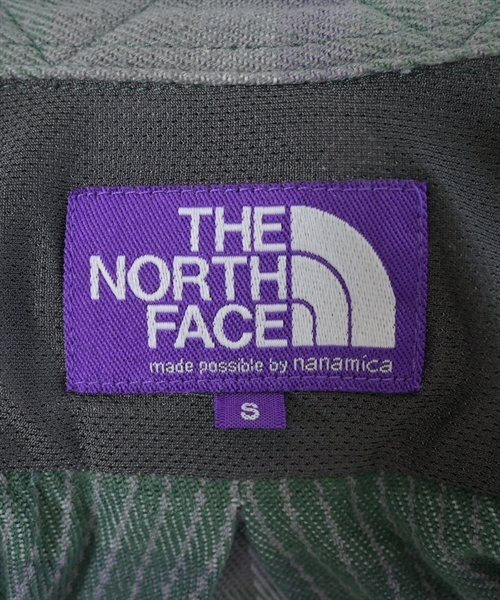 THE
NORTH
FACE
made possible by nanamica
S